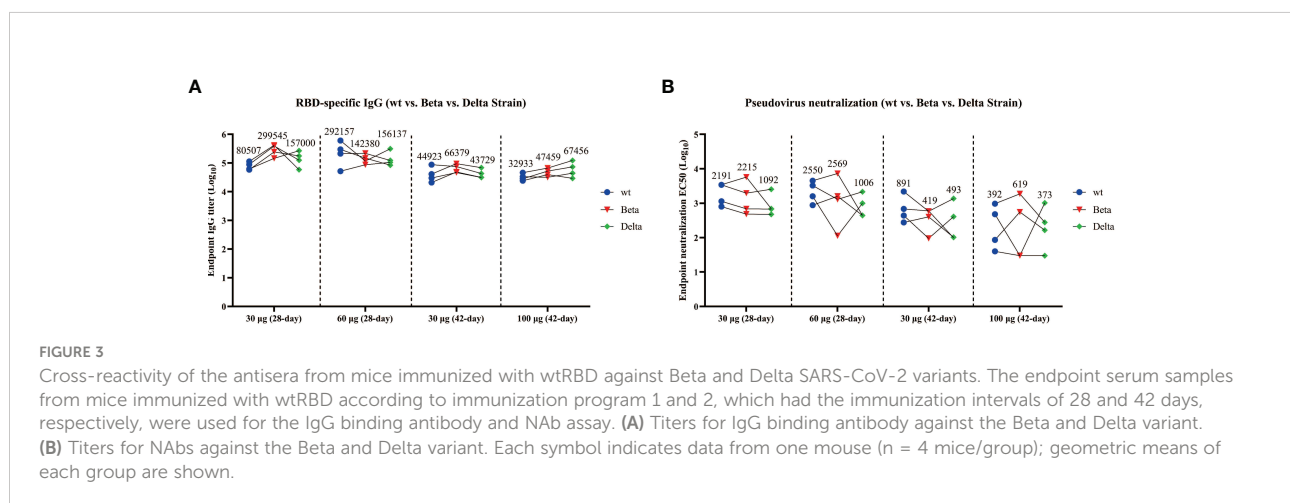 A
RBD-specific IgG (wt vs. Beta vs. Delta Strain)
Endpoint IgG titer (Log10)
6
5
4
3
2
1
0
80507
299545
157000
292157
142380
156137
44923
66379
43729
32933
47459
67456
30 μg (28-day)
60 μg (28-day)
30 μg (42-day)
100 μg (42-day)
wt
Beta
Delta
B
Pseudovirus neutralization (wt vs. Beta vs. Delta Strain)
Endpoint neutralization EC50 (Log10)
5
4
3
2
1
0
2191
2215
1092
2550
2569
1006
891
419
493
392
619
373
30 μg (28-day)
60 μg (28-day)
30 μg (42-day)
100 μg (42-day)
wt
Beta
Delta
FIGURE 3
Cross-reactivity of the antisera from mice immunized with wtRBD against Beta and Delta SARS-CoV-2 variants. The endpoint serum samples
from mice immunized with wtRBD according to immunization program 1 and 2, which had the immunization intervals of 28 and 42 days,
respectively, were used for the IgG binding antibody and NAb assay. (A) Titers for IgG binding antibody against the Beta and Delta variant.
(B) Titers for NAbs against the Beta and Delta variant. Each symbol indicates data from one mouse (n = 4 mice/group); geometric means of
each group are shown.